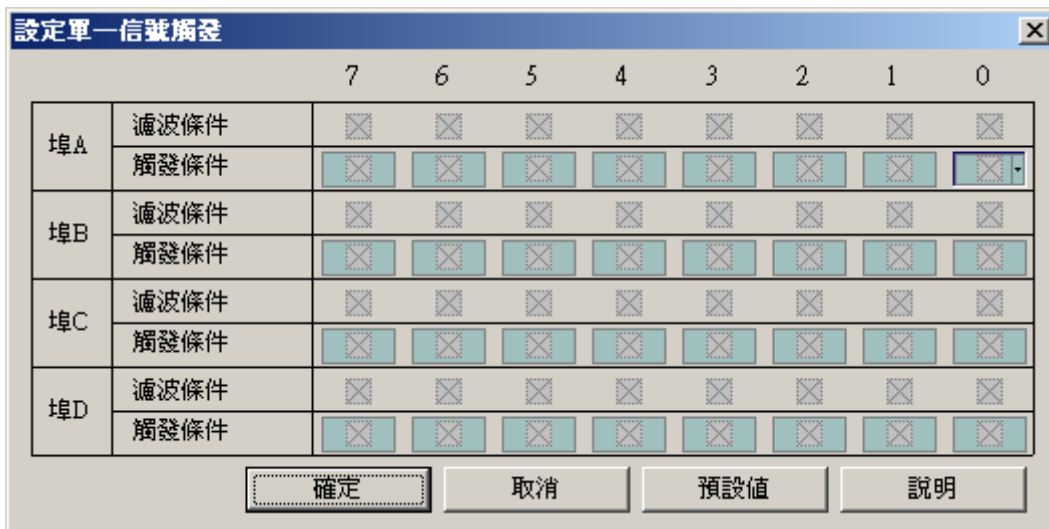 設定單一信號觸發
7 6 5 4 3 2 1 0
埠A 濾波條件
觸發條件
埠B 濾波條件
觸發條件
埠C 濾波條件
觸發條件
埠D 濾波條件
觸發條件
確定 取消 預設值 說明